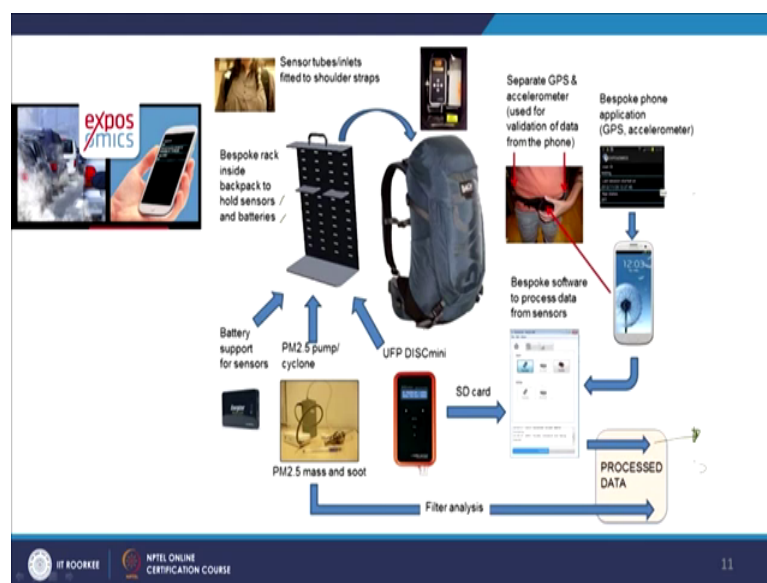 expos
omics
Sensor tubes/inlets
fitted to shoulder straps
Bespoke rack
inside
backpack to
hold sensors
and batteries
Separate GPS &
accelerometer
(used for
validation of data
from the phone)
Bespoke phone
application
(GPS, accelerometer)
12:03
Bespoke software
to process data
from sensors
Battery
support
for sensors
PM2.5 pump/
cyclone
UFP DISCmini
SD card
PM2.5 mass and soot
Filter analysis
PROCESSED
DATA
IIT ROORKEE
NPTEL ONLINE
CERTIFICATION COURSE
11